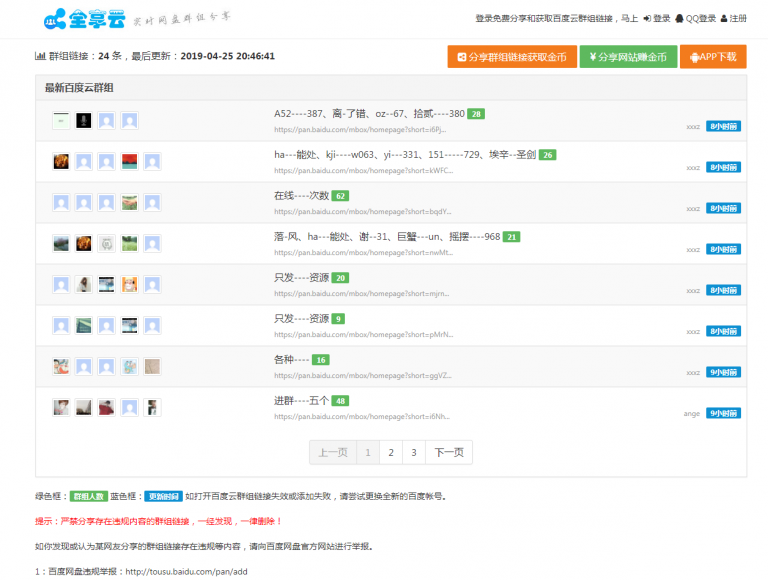 全享云 实时网盘群组分享
登录免费分享和获取百度云群组链接，马上 登录 QQ登录 注册
群组链接：24 条，最后更新：2019-04-25 20:46:41
分享群组链接获取金币 ¥分享网站赚金币 APP下载
最新百度云群组
A52----387、离-了错、oz--67、拾贰----380 28
https://pan.baidu.com/mbox/homepage?short=i6Pj...
xxxz 8小时前
ha---能处、kji----w063、yi---331、151-----729、埃辛--圣剑 26
https://pan.baidu.com/mbox/homepage?short=kWFC...
xxxz 8小时前
在线----次数 62
https://pan.baidu.com/mbox/homepage?short=bqdY...
xxxz 8小时前
落-风、ha---能处、谢--31、巨蟹---un、摇摆----968 21
https://pan.baidu.com/mbox/homepage?short=nwMt...
xxxz 8小时前
只发----资源 20
https://pan.baidu.com/mbox/homepage?short=mjrn...
xxxz 8小时前
只发----资源 9
https://pan.baidu.com/mbox/homepage?short=pMrN...
xxxz 8小时前
各种---- 16
https://pan.baidu.com/mbox/homepage?short=ggVZ...
xxxz 9小时前
进群----五个 48
https://pan.baidu.com/mbox/homepage?short=i6Nh...
ange 9小时前
上一页 1 2 3 下一页
绿色框：群组人数 蓝色框：更新时间 如打开百度云群组链接失效或添加失败，请尝试更换全新的百度帐号。
提示：严禁分享存在违规内容的群组链接，一经发现，一律删除！
如你发现或认为某网友分享的群组链接存在违规等内容，请向百度网盘官方网站进行举报。
1：百度网盘违规举报：http://tousu.baidu.com/pan/add